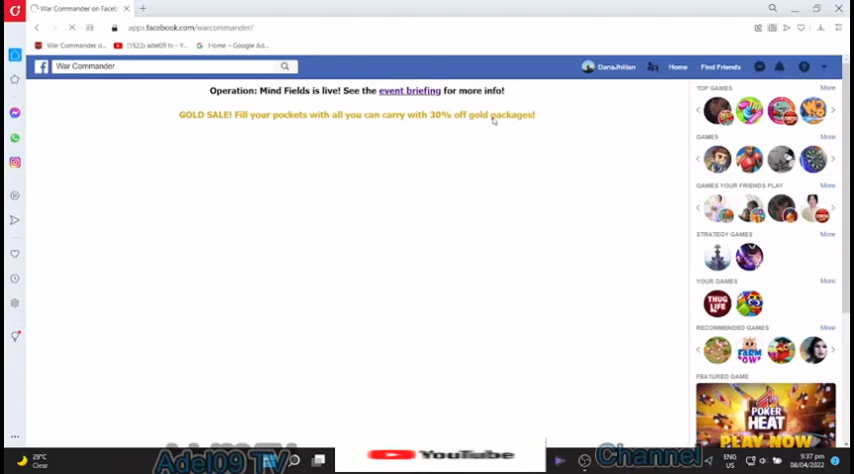 War Commander on Faceb
apps.facebook.com/warcommander/
War Commander o...
(1523) adel09 tv - Y...
Home – Google Ad...
War Commander
DanaJhilian
Home
Find Friends
Operation: Mind Fields is live! See the event briefing for more info!
GOLD SALE! Fill your pockets with all you can carry with 30% off gold packages!
TOP GAMES
More
GAMES
More
GAMES YOUR FRIENDS PLAY
More
STRATEGY GAMES
More
YOUR GAMES
More
THUG
LIFE
RECOMMENDED GAMES
More
FARM
FEATURED GAME
POKER
HEAT
PLAY NOW
29°C
Clear
Adel09 TV
YouTube
Channel
ENG
US
9:37 pm
08/04/2022